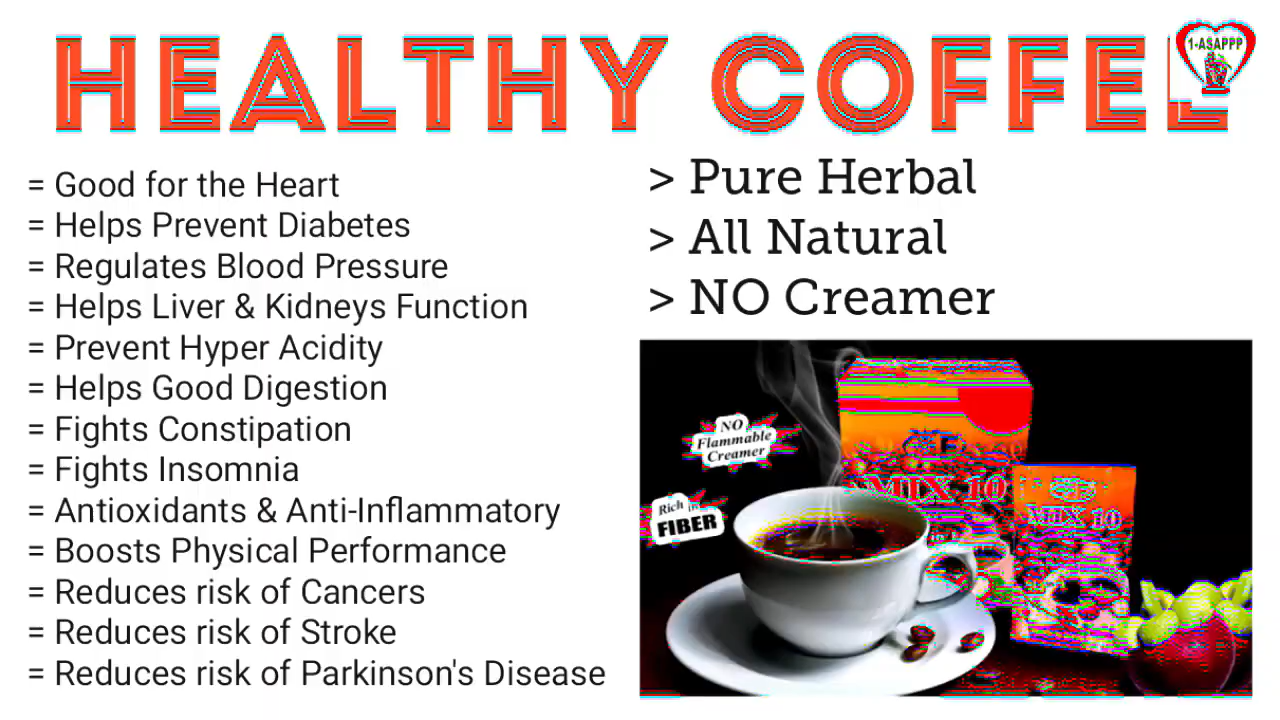 HEALTHY COFFEE
1-ASAPPP
= Good for the Heart
= Helps Prevent Diabetes
= Regulates Blood Pressure
= Helps Liver & Kidneys Function
= Prevent Hyper Acidity
= Helps Good Digestion
= Fights Constipation
= Fights Insomnia
= Antioxidants & Anti-Inflammatory
= Boosts Physical Performance
= Reduces risk of Cancers
= Reduces risk of Stroke
= Reduces risk of Parkinson's Disease
> Pure Herbal
> All Natural
> NO Creamer
NO
Flammable
Creamer
Rich in
FIBER
MIX 10
MIX 10